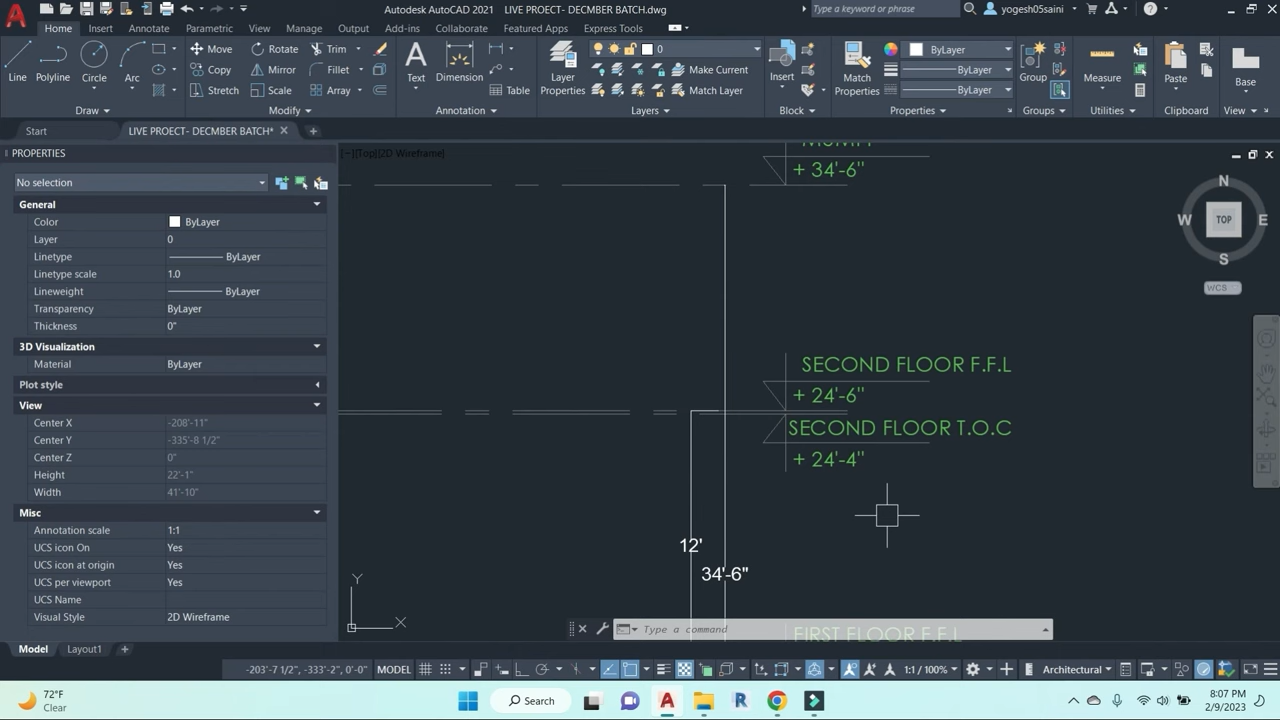 Autodesk AutoCAD 2021 LIVE PROECT- DECMBER BATCH.dwg
Type a keyword or phrase
yogesh05saini
Home Insert Annotate Parametric View Manage Output Add-ins Collaborate Featured Apps Express Tools
Line
Polyline
Circle
Arc
Move
Rotate
Trim
Copy
Mirror
Fillet
Stretch
Scale
Array
Text
Dimension
Table
Layer
Properties
0
Make Current
Match Layer
Insert
Match
Properties
ByLayer
ByLayer
ByLayer
Group
Measure
Paste
Base
Draw
Modify
Annotation
Layers
Block
Properties
Groups
Utilities
Clipboard
View
Start
LIVE PROECT- DECMBER BATCH*
PROPERTIES
No selection
General
Color ByLayer
Layer 0
Linetype ByLayer
Linetype scale 1.0
Lineweight ByLayer
Transparency ByLayer
Thickness 0"
3D Visualization
Material ByLayer
Plot style
View
Center X -208'-11"
Center Y -335'-8 1/2"
Center Z 0"
Height 22'-1"
Width 41'-10"
Misc
Annotation scale 1:1
UCS icon On Yes
UCS icon at origin Yes
UCS per viewport Yes
UCS Name
Visual Style 2D Wireframe
[−][Top][2D Wireframe]
+ 34'-6"
SECOND FLOOR F.F.L
+ 24'-6"
SECOND FLOOR T.O.C
+ 24'-4"
12'
34'-6"
FIRST FLOOR F.F.L
N
W TOP E
S
WCS
Y
X
Type a command
Model Layout1
-203'-7 1/2", -333'-2", 0'-0" MODEL 1:1 / 100% Architectural
72°F
Clear
Search
8:07 PM
2/9/2023